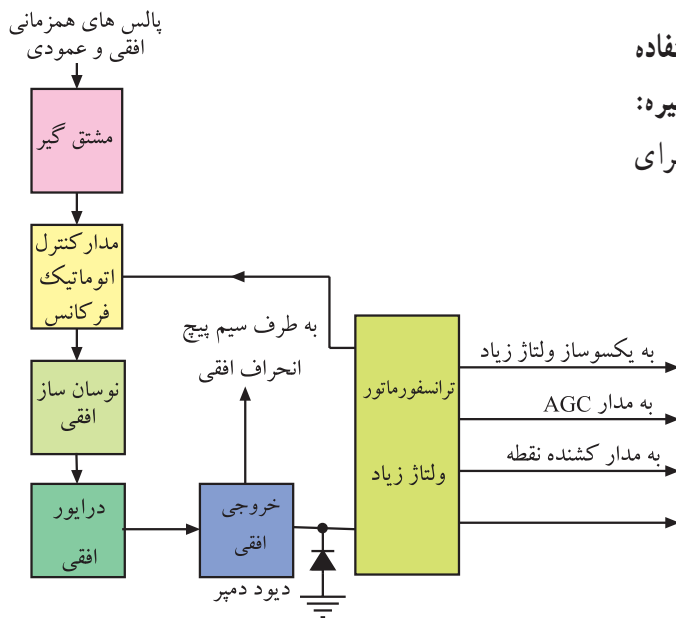 پالس های همزمانی
افقی و عمودی
مشتق گیر
مدارکنترل
اتوماتیک
فرکانس
نوسان ساز
افقی
درایور
افقی
خروجی
افقی
دیود دمپر
به طرف سیم پیچ
انحراف افقی
ترانسفورماتور
ولتاژ زیاد
به یکسوساز ولتاژ زیاد
به مدار AGC
به مدار کشنده نقطه